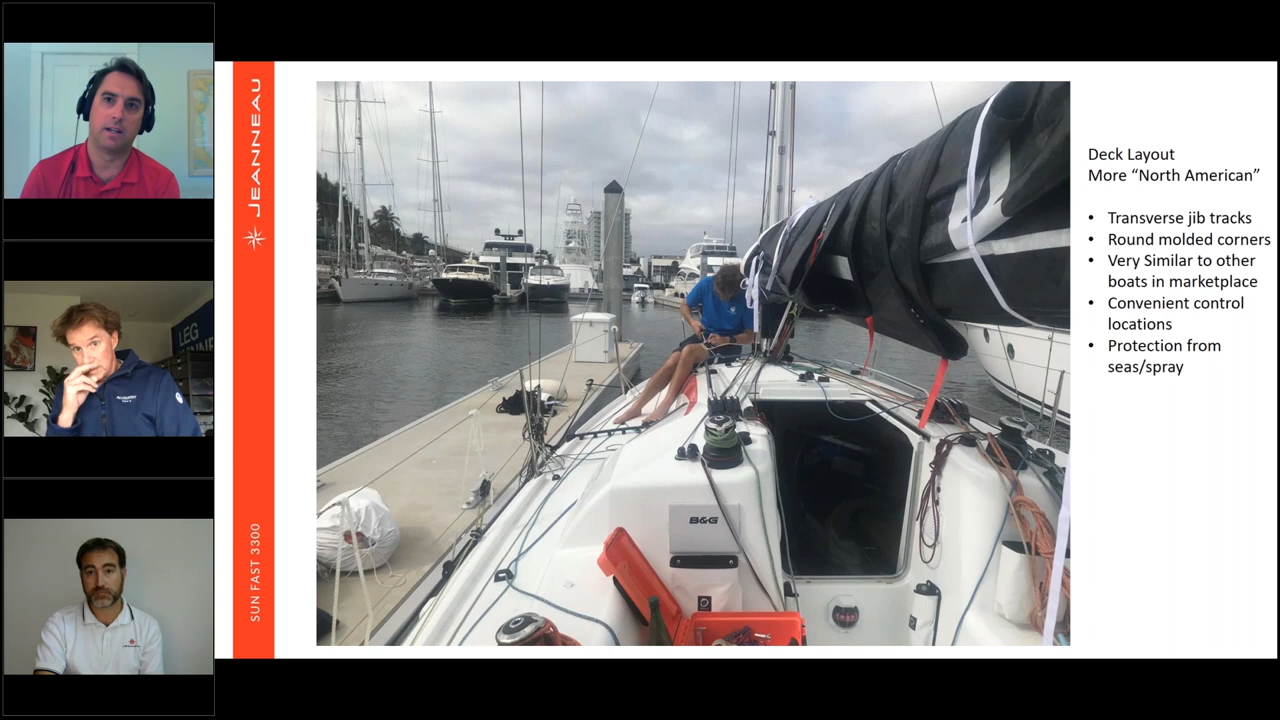 JEANNEAU
SUN FAST 3300
LEG
B&G
Deck Layout
More “North American”
• Transverse jib tracks
• Round molded corners
• Very Similar to other
boats in marketplace
• Convenient control
locations
• Protection from
seas/spray